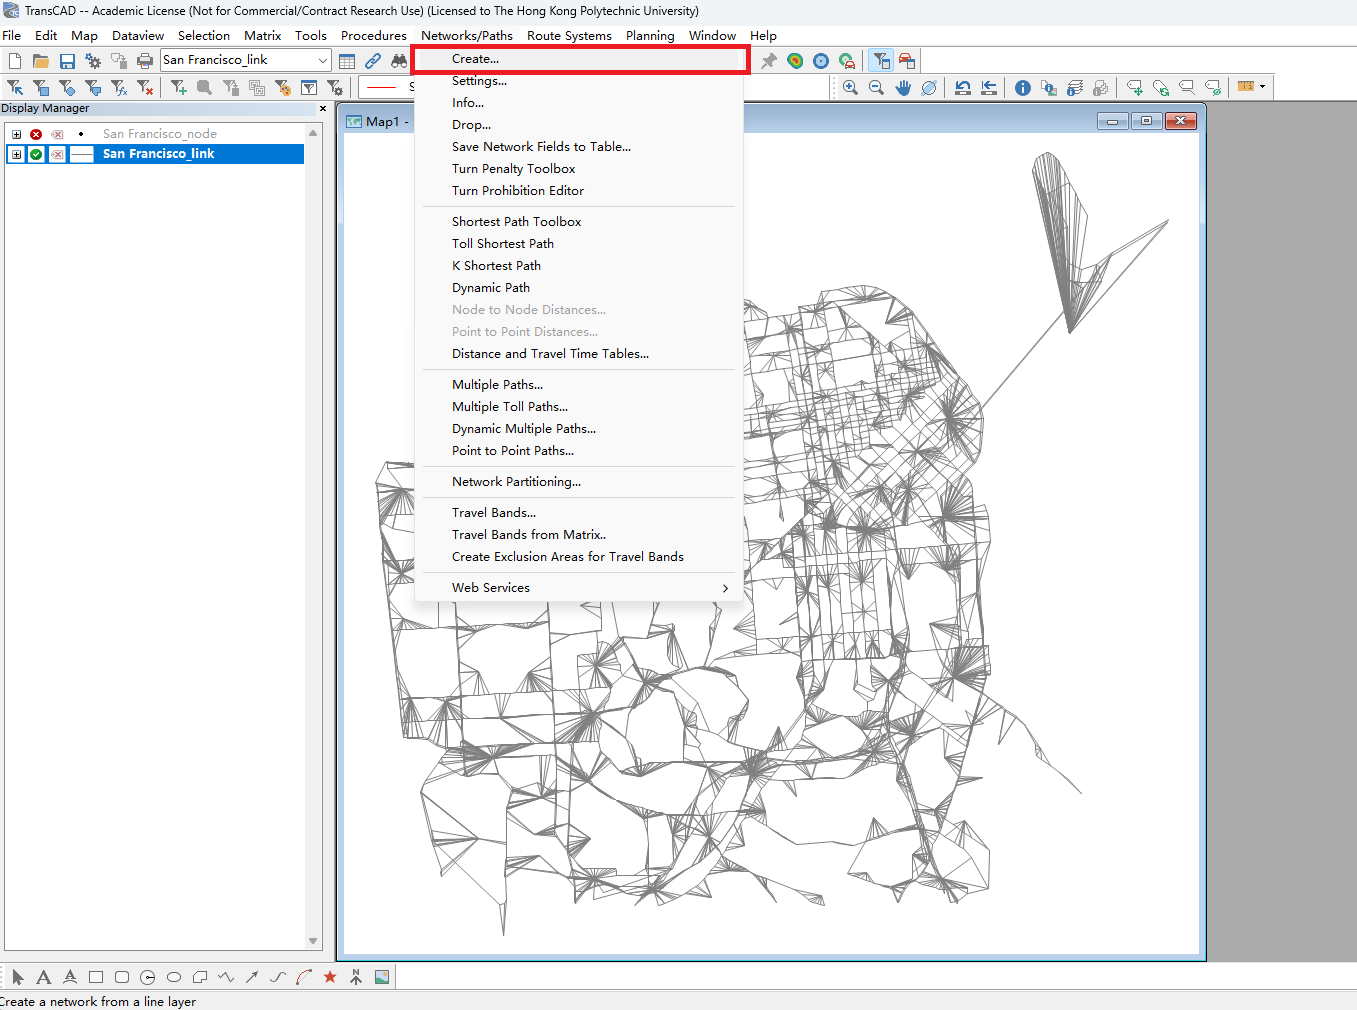 TransCAD -- Academic License (Not for Commercial/Contract Research Use) (Licensed to The Hong Kong Polytechnic University)
File Edit Map Dataview Selection Matrix Tools Procedures Networks/Paths Route Systems Planning Window Help
San Francisco_link
Display Manager
San Francisco_node
San Francisco_link
Map1 -
Create...
Settings...
Info...
Drop...
Save Network Fields to Table...
Turn Penalty Toolbox
Turn Prohibition Editor
Shortest Path Toolbox
Toll Shortest Path
K Shortest Path
Dynamic Path
Node to Node Distances...
Point to Point Distances...
Distance and Travel Time Tables...
Multiple Paths...
Multiple Toll Paths...
Dynamic Multiple Paths...
Point to Point Paths...
Network Partitioning...
Travel Bands...
Travel Bands from Matrix..
Create Exclusion Areas for Travel Bands
Web Services
Create a network from a line layer